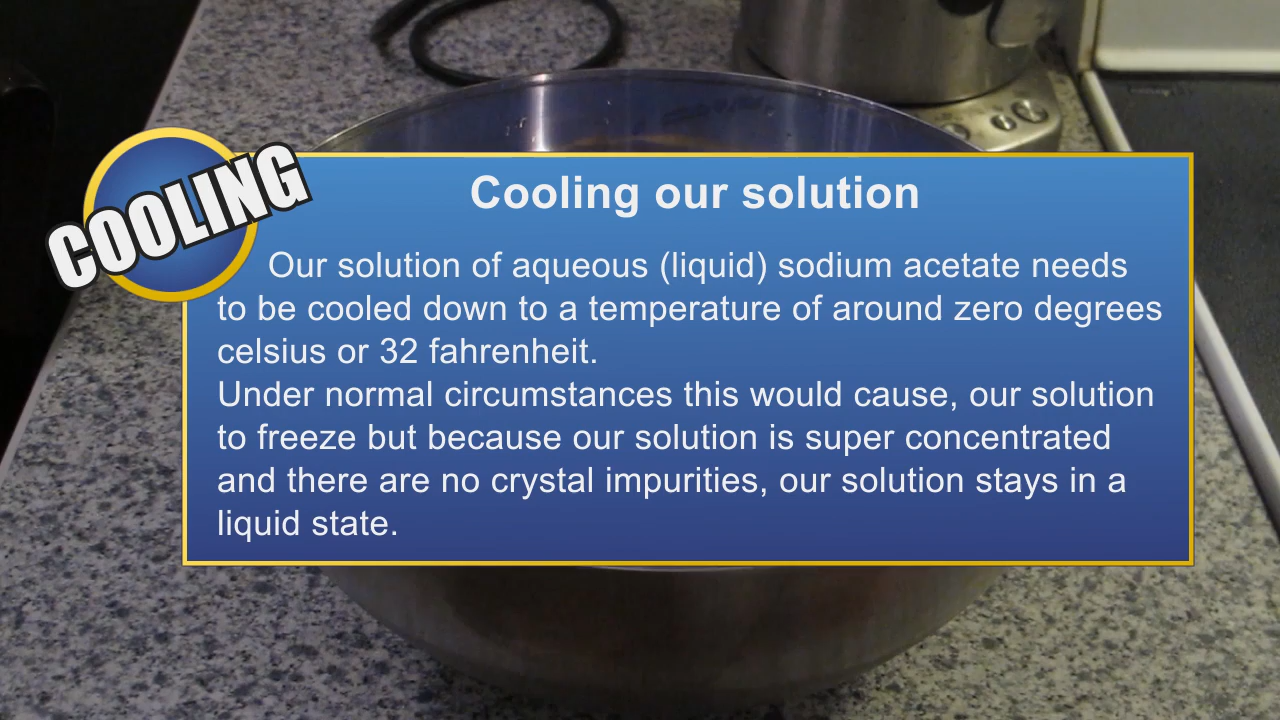 COOLING
Cooling our solution
Our solution of aqueous (liquid) sodium acetate needs
to be cooled down to a temperature of around zero degrees
celsius or 32 fahrenheit.
Under normal circumstances this would cause, our solution
to freeze but because our solution is super concentrated
and there are no crystal impurities, our solution stays in a
liquid state.